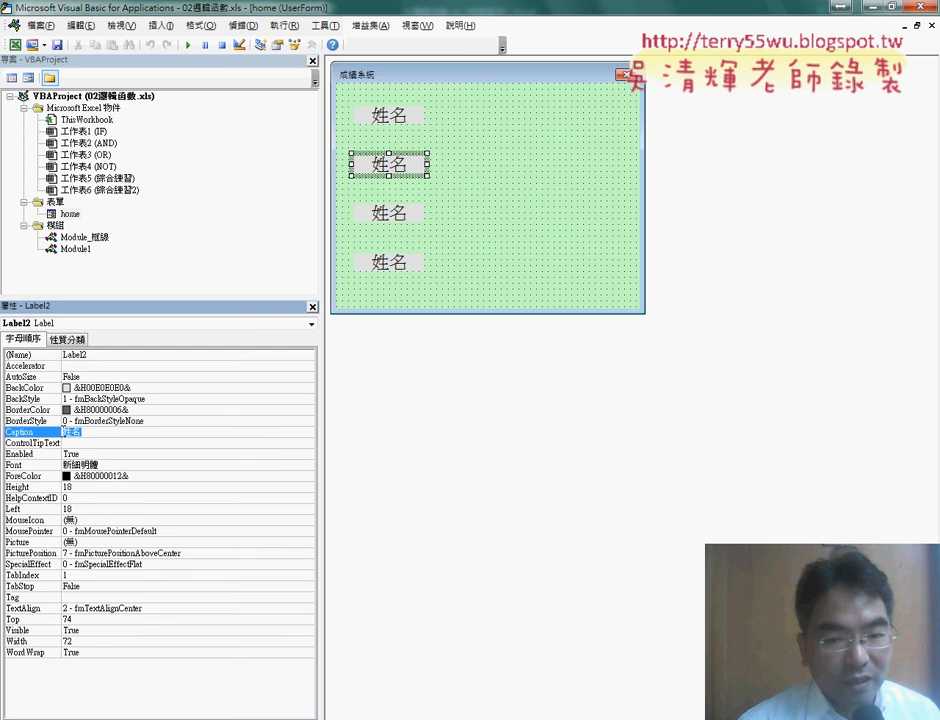 Microsoft Visual Basic for Applications - 02邏輯函數.xls - [home (UserForm)]
檔案(F) 編輯(E) 檢視(V) 插入(I) 格式(O) 偵錯(D) 執行(R) 工具(T) 增益集(A) 視窗(W) 說明(H)
http://terry55wu.blogspot.tw
吳清輝老師錄製
專案 - VBAProject
VBAProject (02邏輯函數.xls)
Microsoft Excel 物件
ThisWorkbook
工作表1 (IF)
工作表2 (AND)
工作表3 (OR)
工作表4 (NOT)
工作表5 (綜合練習)
工作表6 (綜合練習2)
表單
home
模組
Module_框線
Module1
成績系統
姓名
姓名
姓名
姓名
屬性 - Label2
Label2 Label
字母順序 性質分類
(Name) Label2
Accelerator
AutoSize False
BackColor &H00E0E0E0&
BackStyle 1 - fmBackStyleOpaque
BorderColor &H80000006&
BorderStyle 0 - fmBorderStyleNone
Caption 姓名
ControlTipText
Enabled True
Font 新細明體
ForeColor &H80000012&
Height 18
HelpContextID 0
Left 18
MouseIcon (無)
MousePointer 0 - fmMousePointerDefault
Picture (無)
PicturePosition 7 - fmPicturePositionAboveCenter
SpecialEffect 0 - fmSpecialEffectFlat
TabIndex 1
TabStop False
Tag
TextAlign 2 - fmTextAlignCenter
Top 74
Visible True
Width 72
WordWrap True